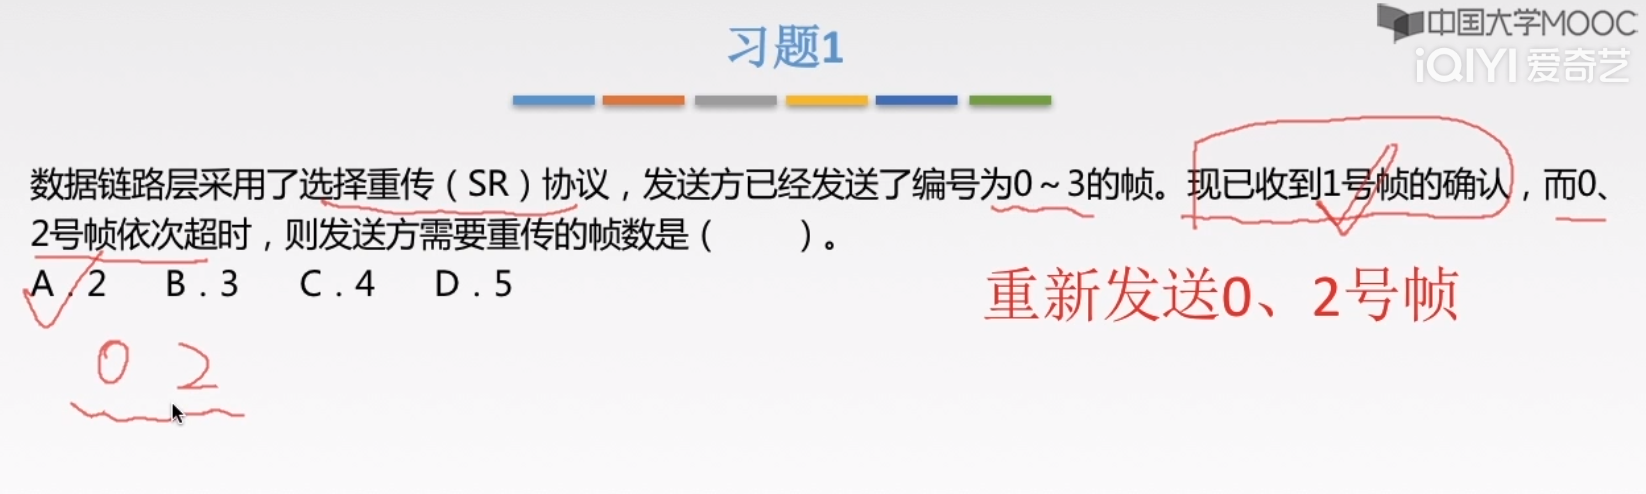 习题1
中国大学MOOC
iQIYI 爱奇艺
数据链路层采用了选择重传（SR）协议，发送方已经发送了编号为0～3的帧。现已收到1号帧的确认，而0、
2号帧依次超时，则发送方需要重传的帧数是（　　）。
A．2　B．3　C．4　D．5
重新发送0、2号帧
0 2